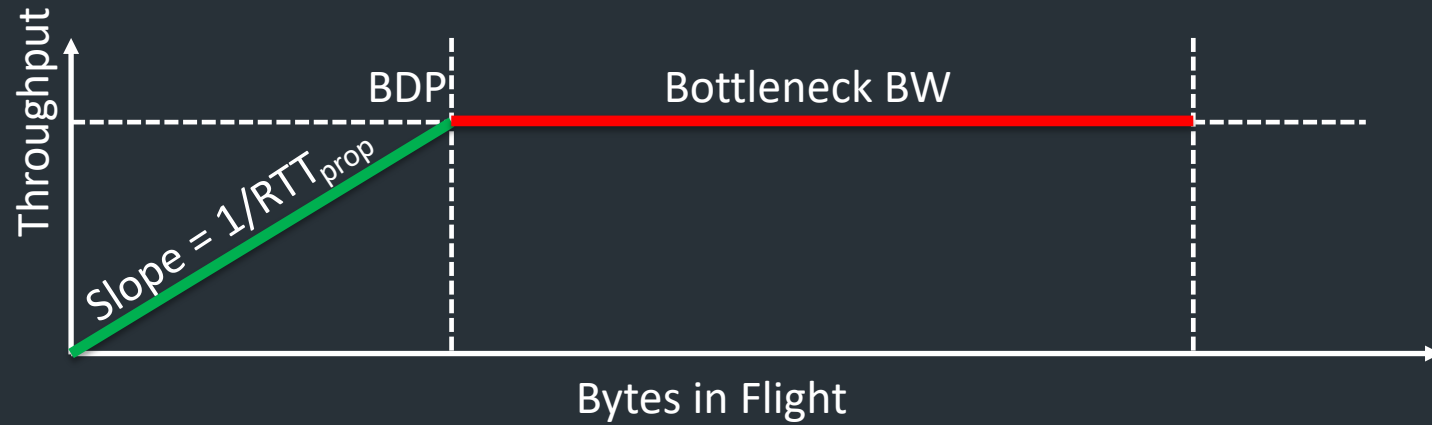 Throughput
BDP
Bottleneck BW
Slope = 1/RTTprop
Bytes in Flight